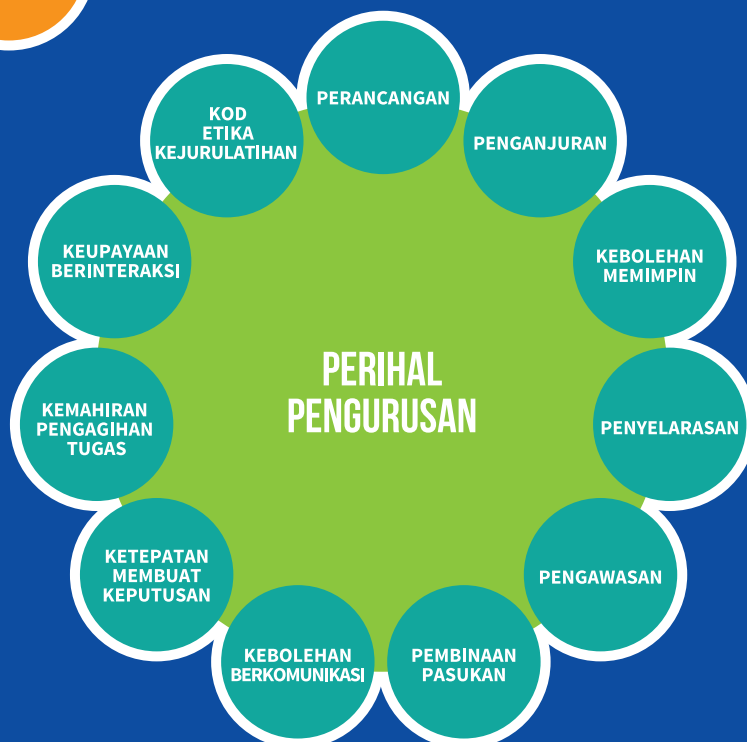 PERIHAL
PENGURUSAN
PERANCANGAN
PENGANJURAN
KEBOLEHAN
MEMIMPIN
PENYELARASAN
PENGAWASAN
PEMBINAAN
PASUKAN
KEBOLEHAN
BERKOMUNIKASI
KETEPATAN
MEMBUAT
KEPUTUSAN
KEMAHIRAN
PENGAGIHAN
TUGAS
KEUPAYAAN
BERINTERAKSI
KOD
ETIKA
KEJURULATIHAN